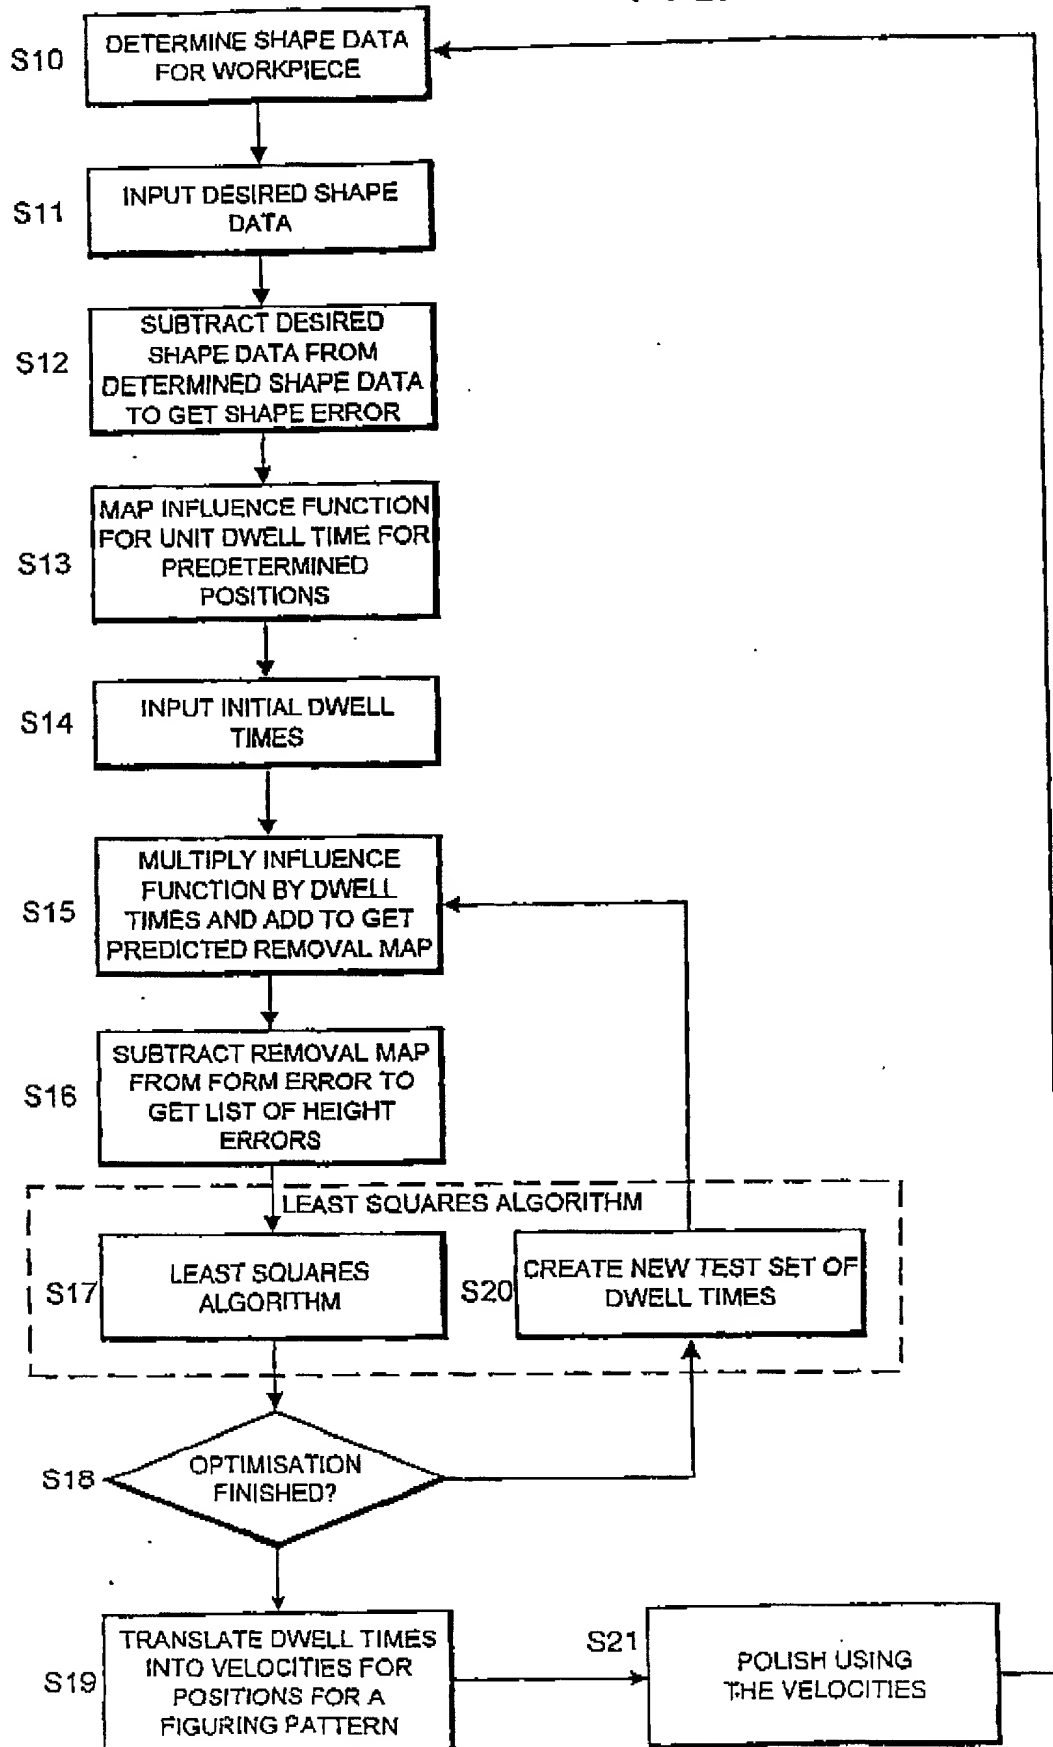 S10
DETERMINE SHAPE DATA
FOR WORKPIECE
S11
INPUT DESIRED SHAPE
DATA
S12
SUBTRACT DESIRED
SHAPE DATA FROM
DETERMINED SHAPE DATA
TO GET SHAPE ERROR
S13
MAP INFLUENCE FUNCTION
FOR UNIT DWELL TIME FOR
PREDETERMINED
POSITIONS
S14
INPUT INITIAL DWELL
TIMES
S15
MULTIPLY INFLUENCE
FUNCTION BY DWELL
TIMES AND ADD TO GET
PREDICTED REMOVAL MAP
S16
SUBTRACT REMOVAL MAP
FROM FORM ERROR TO
GET LIST OF HEIGHT
ERRORS
LEAST SQUARES ALGORITHM
S17
LEAST SQUARES
ALGORITHM
S20
CREATE NEW TEST SET OF
DWELL TIMES
S18
OPTIMISATION
FINISHED?
S19
TRANSLATE DWELL TIMES
INTO VELOCITIES FOR
POSITIONS FOR A
FIGURING PATTERN
S21
POLISH USING
THE VELOCITIES